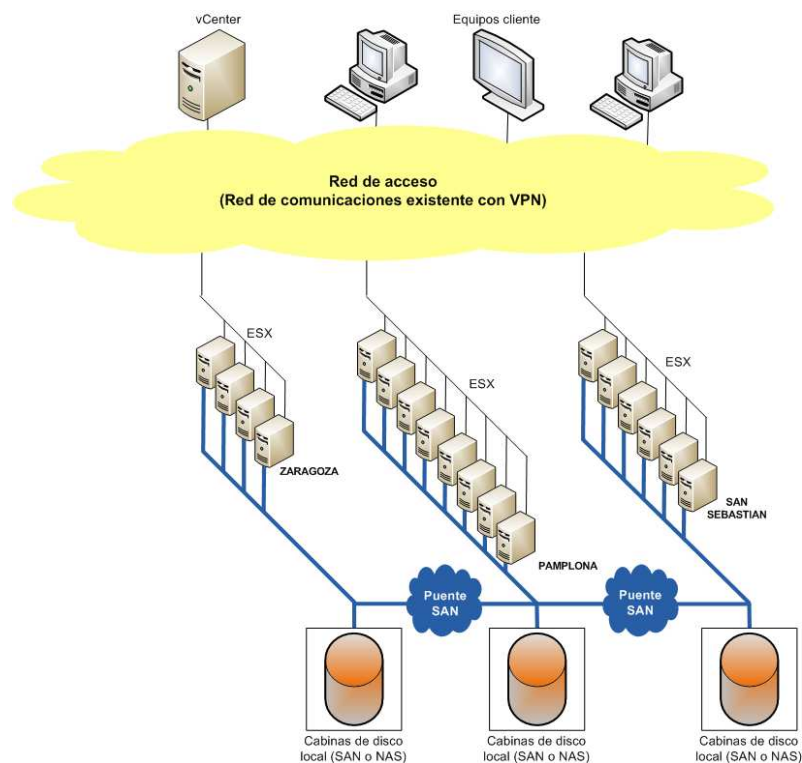 vCenter
Equipos cliente
Red de acceso
(Red de comunicaciones existente con VPN)
ESX
ESX
ESX
ZARAGOZA
SAN
SEBASTIAN
PAMPLONA
Puente
SAN
Puente
SAN
Cabinas de disco
local (SAN o NAS)
Cabinas de disco
local (SAN o NAS)
Cabinas de disco
local (SAN o NAS)